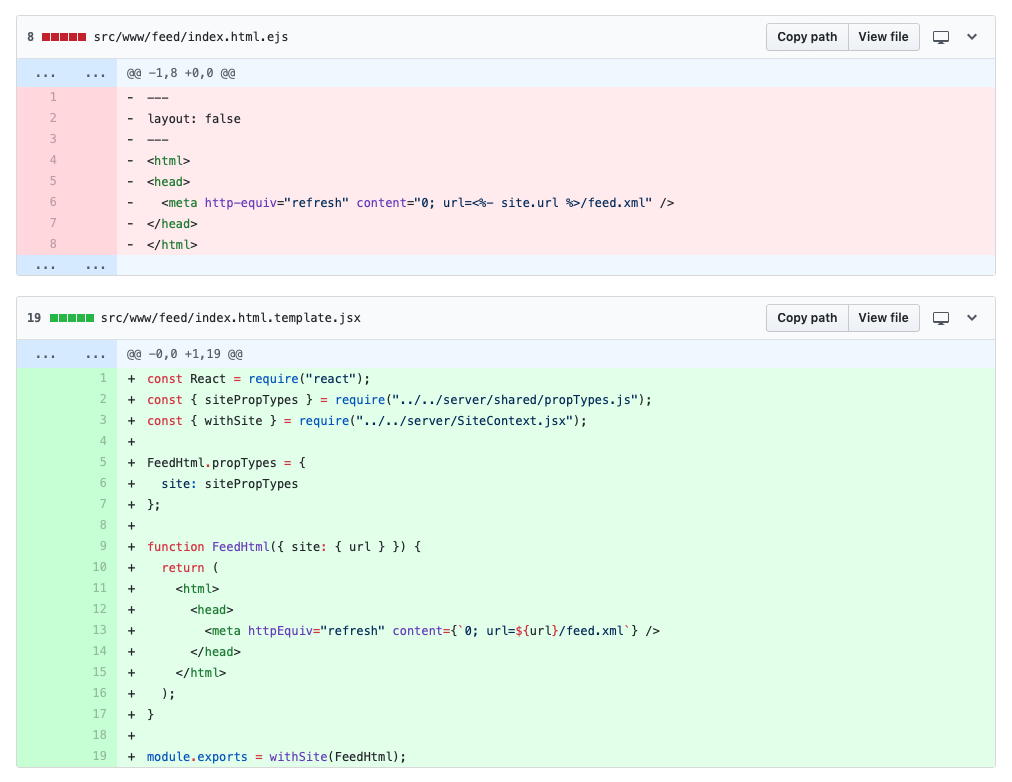 8 src/www/feed/index.html.ejs Copy path View file
... ... @@ -1,8 +0,0 @@
1 - ---
2 - layout: false
3 - ---
4 - <html>
5 - <head>
6 -   <meta http-equiv="refresh" content="0; url=<%- site.url %>/feed.xml" />
7 - </head>
8 - </html>
... ...
19 src/www/feed/index.html.template.jsx Copy path View file
... ... @@ -0,0 +1,19 @@
1 + const React = require("react");
2 + const { sitePropTypes } = require("../../server/shared/propTypes.js");
3 + const { withSite } = require("../../server/SiteContext.jsx");
4 +
5 + FeedHtml.propTypes = {
6 +   site: sitePropTypes
7 + };
8 +
9 + function FeedHtml({ site: { url } }) {
10 +   return (
11 +     <html>
12 +       <head>
13 +         <meta httpEquiv="refresh" content={`0; url=${url}/feed.xml`} />
14 +       </head>
15 +     </html>
16 +   );
17 + }
18 +
19 + module.exports = withSite(FeedHtml);